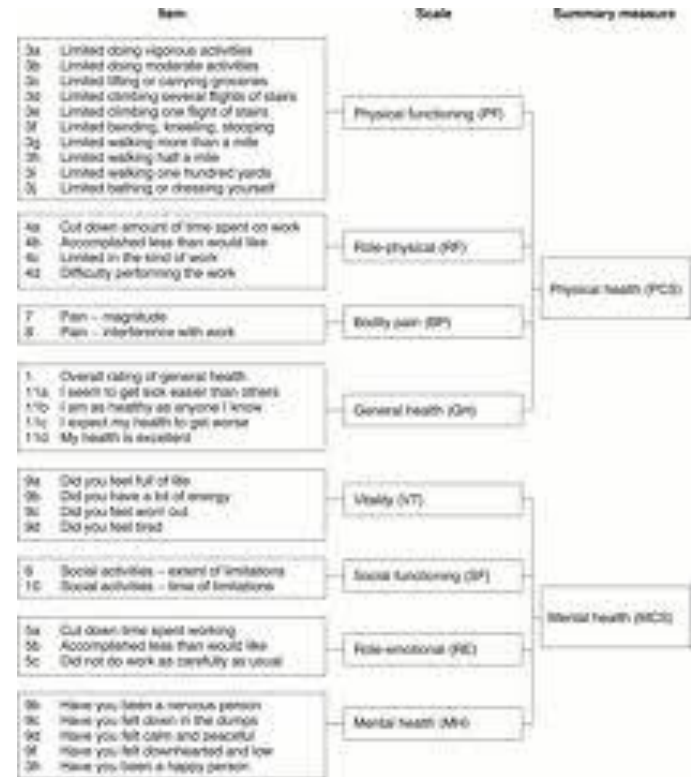 Item
Scale
Summary measure
3a Limited doing vigorous activities
3b Limited doing moderate activities
3c Limited lifting or carrying groceries
3d Limited climbing several flights of stairs
3e Limited climbing one flight of stairs
3f Limited bending, kneeling, stooping
3g Limited walking more than a mile
3h Limited walking half a mile
3i Limited walking one hundred yards
3j Limited bathing or dressing yourself
Physical functioning (PF)
4a Cut down amount of time spent on work
4b Accomplished less than would like
4c Limited in the kind of work
4d Difficulty performing the work
Role-physical (RP)
7 Pain – magnitude
8 Pain – interference with work
Bodily pain (BP)
1 Overall rating of general health
11a I seem to get sick easier than others
11b I am as healthy as anyone I know
11c I expect my health to get worse
11d My health is excellent
General health (GH)
Physical health (PCS)
9a Did you feel full of life
9b Did you have a lot of energy
9c Did you feel worn out
9d Did you feel tired
Vitality (VT)
6 Social activities – extent of limitations
10 Social activities – time of limitations
Social functioning (SF)
5a Cut down time spent working
5b Accomplished less than would like
5c Did not do work as carefully as usual
Role-emotional (RE)
9b Have you been a nervous person
9c Have you felt down in the dumps
9d Have you felt calm and peaceful
9f Have you felt downhearted and low
Have you been a happy person
Mental health (MH)
Mental health (MCS)